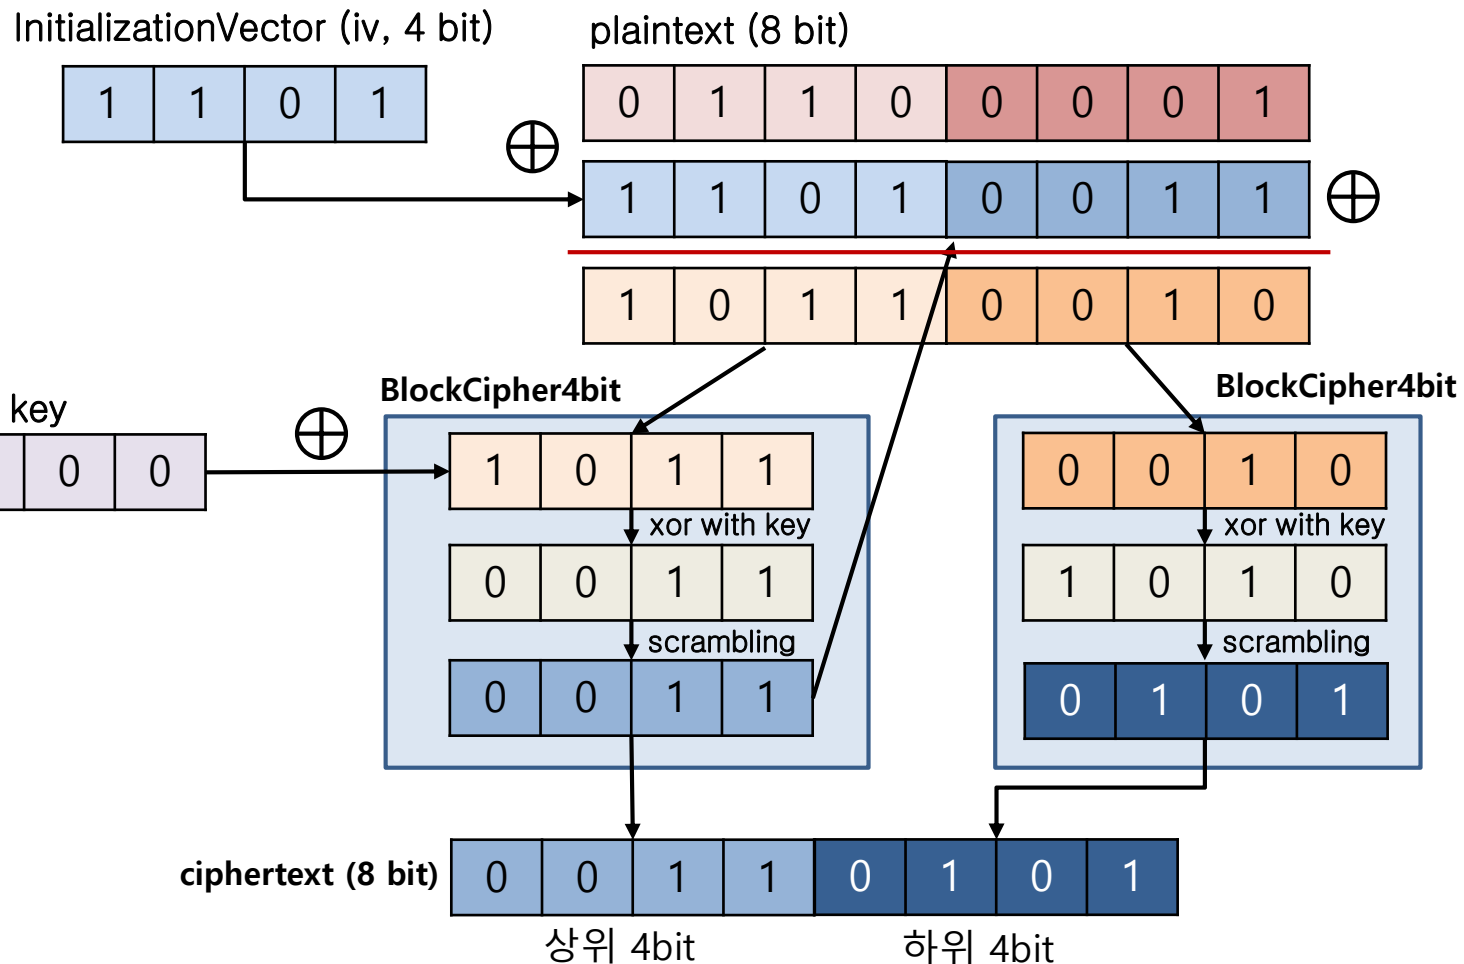 InitializationVector (iv, 4 bit)
plaintext (8 bit)
1 1 0 1
0 1 1 0 0 0 0 1
1 1 0 1 0 0 1 1
1 0 1 1 0 0 1 0
BlockCipher4bit
BlockCipher4bit
key
0 0
1 0 1 1
0 0 1 0
xor with key
xor with key
0 0 1 1
1 0 1 0
scrambling
scrambling
0 0 1 1
0 1 0 1
ciphertext (8 bit)
0 0 1 1 0 1 0 1
상위 4bit
하위 4bit